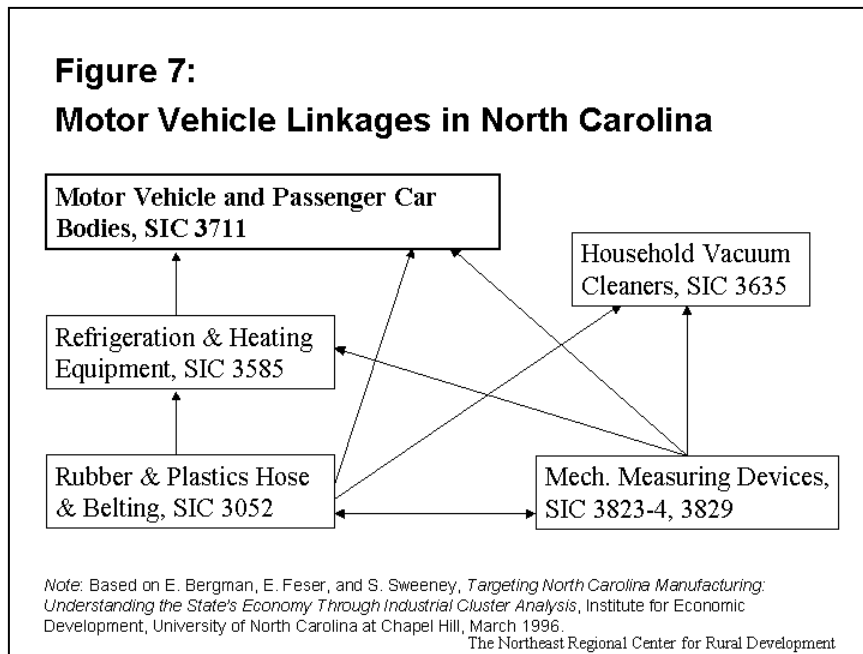 Figure 7:
Motor Vehicle Linkages in North Carolina
Motor Vehicle and Passenger Car
Bodies, SIC 3711
Household Vacuum
Cleaners, SIC 3635
Refrigeration & Heating
Equipment, SIC 3585
Rubber & Plastics Hose
& Belting, SIC 3052
Mech. Measuring Devices,
SIC 3823-4, 3829
Note: Based on E. Bergman, E. Feser, and S. Sweeney, Targeting North Carolina Manufacturing:
Understanding the State's Economy Through Industrial Cluster Analysis, Institute for Economic
Development, University of North Carolina at Chapel Hill, March 1996.
The Northeast Regional Center for Rural Development